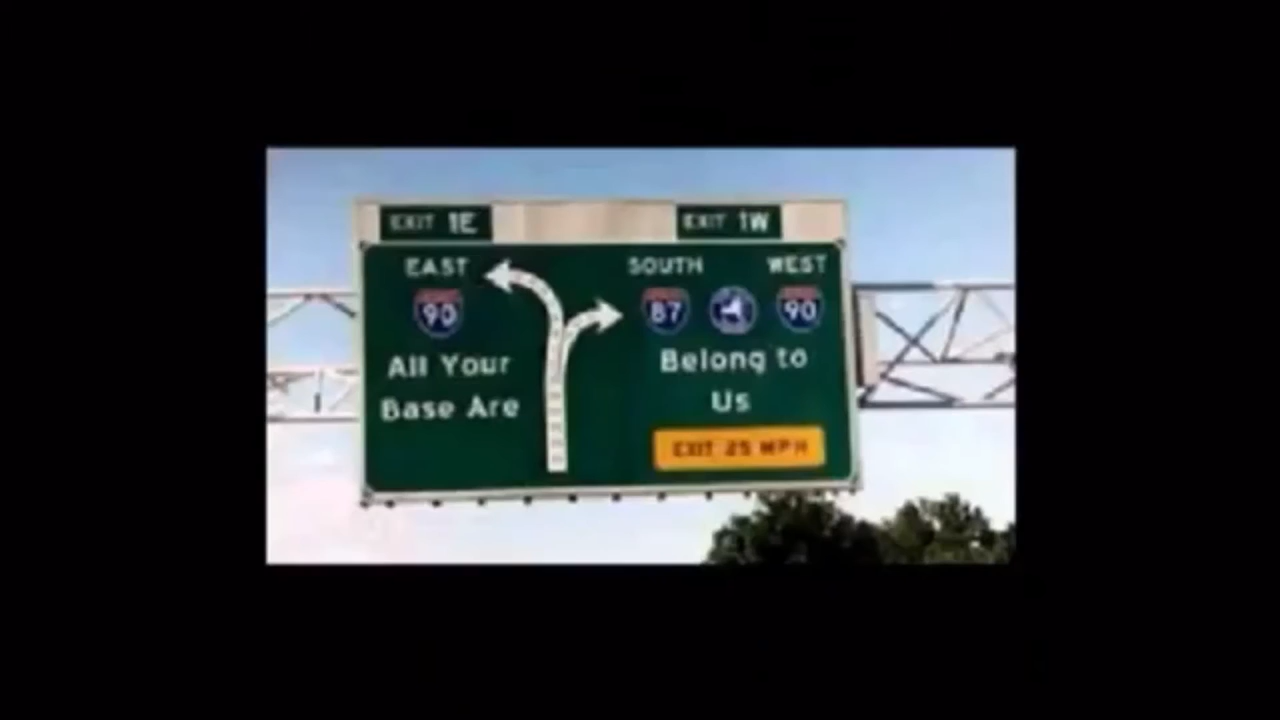 EXIT 1E
EXIT 1W
EAST
90
All Your
Base Are
SOUTH WEST
87 90
Belong to
Us
EXIT 25 MPH